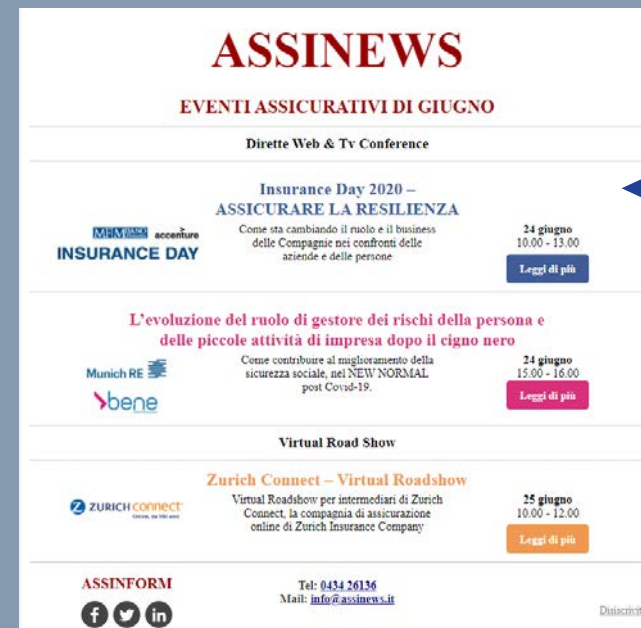 ASSINEWS
EVENTI ASSICURATIVI DI GIUGNO
Dirette Web & Tv Conference
Insurance Day 2020 –
ASSICURARE LA RESILIENZA
accenture
INSURANCE DAY
Come sta cambiando il ruolo e il business
delle Compagnie nei confronti delle
aziende e delle persone
24 giugno
10.00 - 13.00
Leggi di più
L'evoluzione del ruolo di gestore dei rischi della persona e
delle piccole attività di impresa dopo il cigno nero
Munich RE
bene
Come contribuire al miglioramento della
sicurezza sociale, nel NEW NORMAL
post Covid-19.
24 giugno
15.00 - 16.00
Leggi di più
Virtual Road Show
Zurich Connect – Virtual Roadshow
ZURICH connect
Virtual Roadshow per intermediari di Zurich
Connect, la compagnia di assicurazione
online di Zurich Insurance Company
25 giugno
10.00 - 12.00
Leggi di più
ASSINFORM
Tel: 0434 26136
Mail: info@assinews.it